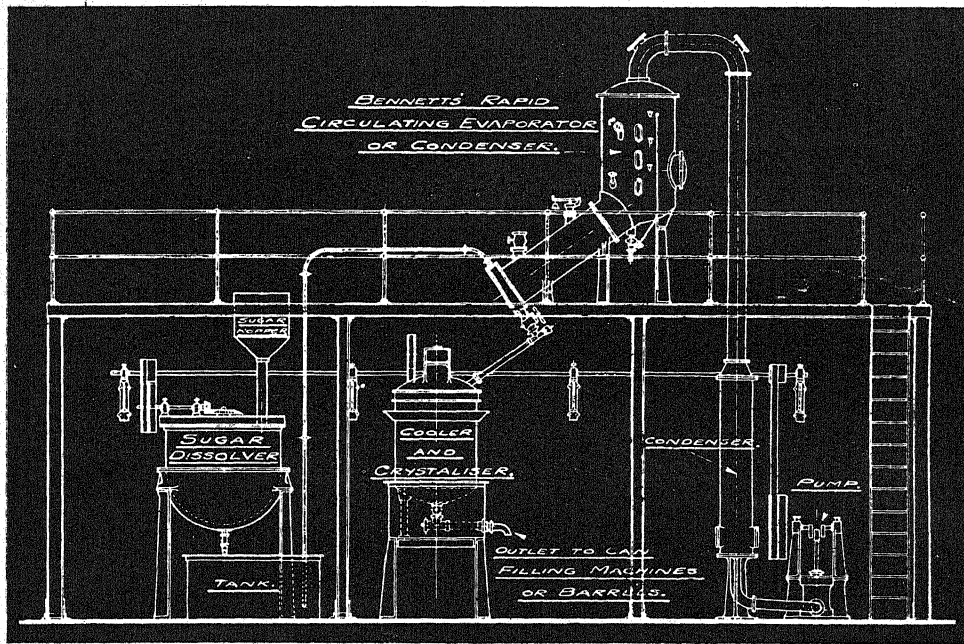 BENNETT'S RAPID
CIRCULATING EVAPORATOR
OR CONDENSER.
SUGAR
HOPPER
SUGAR
DISSOLVER
COOLER
AND
CRYSTALISER.
CONDENSER.
PUMP.
TANK.
OUTLET TO CAN
FILLING MACHINES
OR BARRELS.